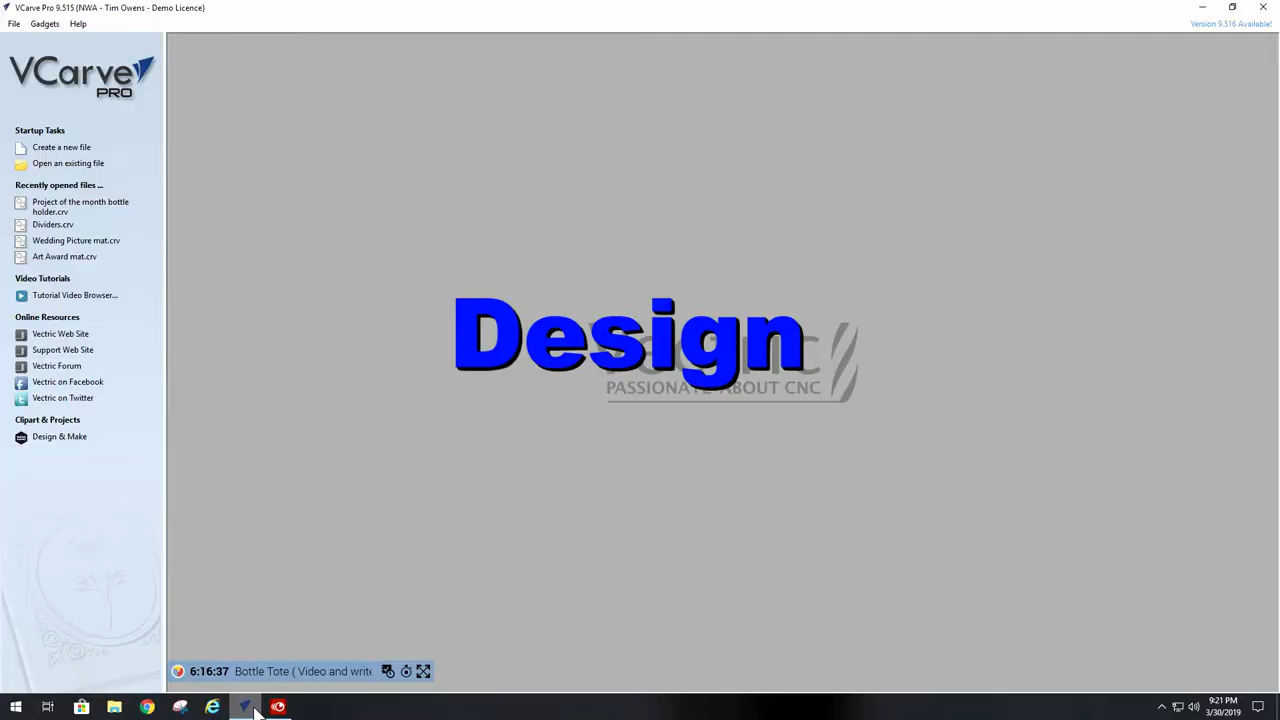 VCarve Pro 9.515 {NWA - Tim Owens - Demo Licence}
File Gadgets Help
Version 9.516 Available!
VCarve
PRO
Startup Tasks
Create a new file
Open an existing file
Recently opened files ...
Project of the month bottle
holder.crv
Dividers.crv
Wedding Picture mat.crv
Art Award mat.crv
Video Tutorials
Tutorial Video Browser...
Online Resources
Vectric Web Site
Support Web Site
Vectric Forum
Vectric on Facebook
Vectric on Twitter
Clipart & Projects
Design & Make
Design
PASSIONATE ABOUT CNC
6:16:37 Bottle Tote ( Video and write
9:21 PM
3/30/2019